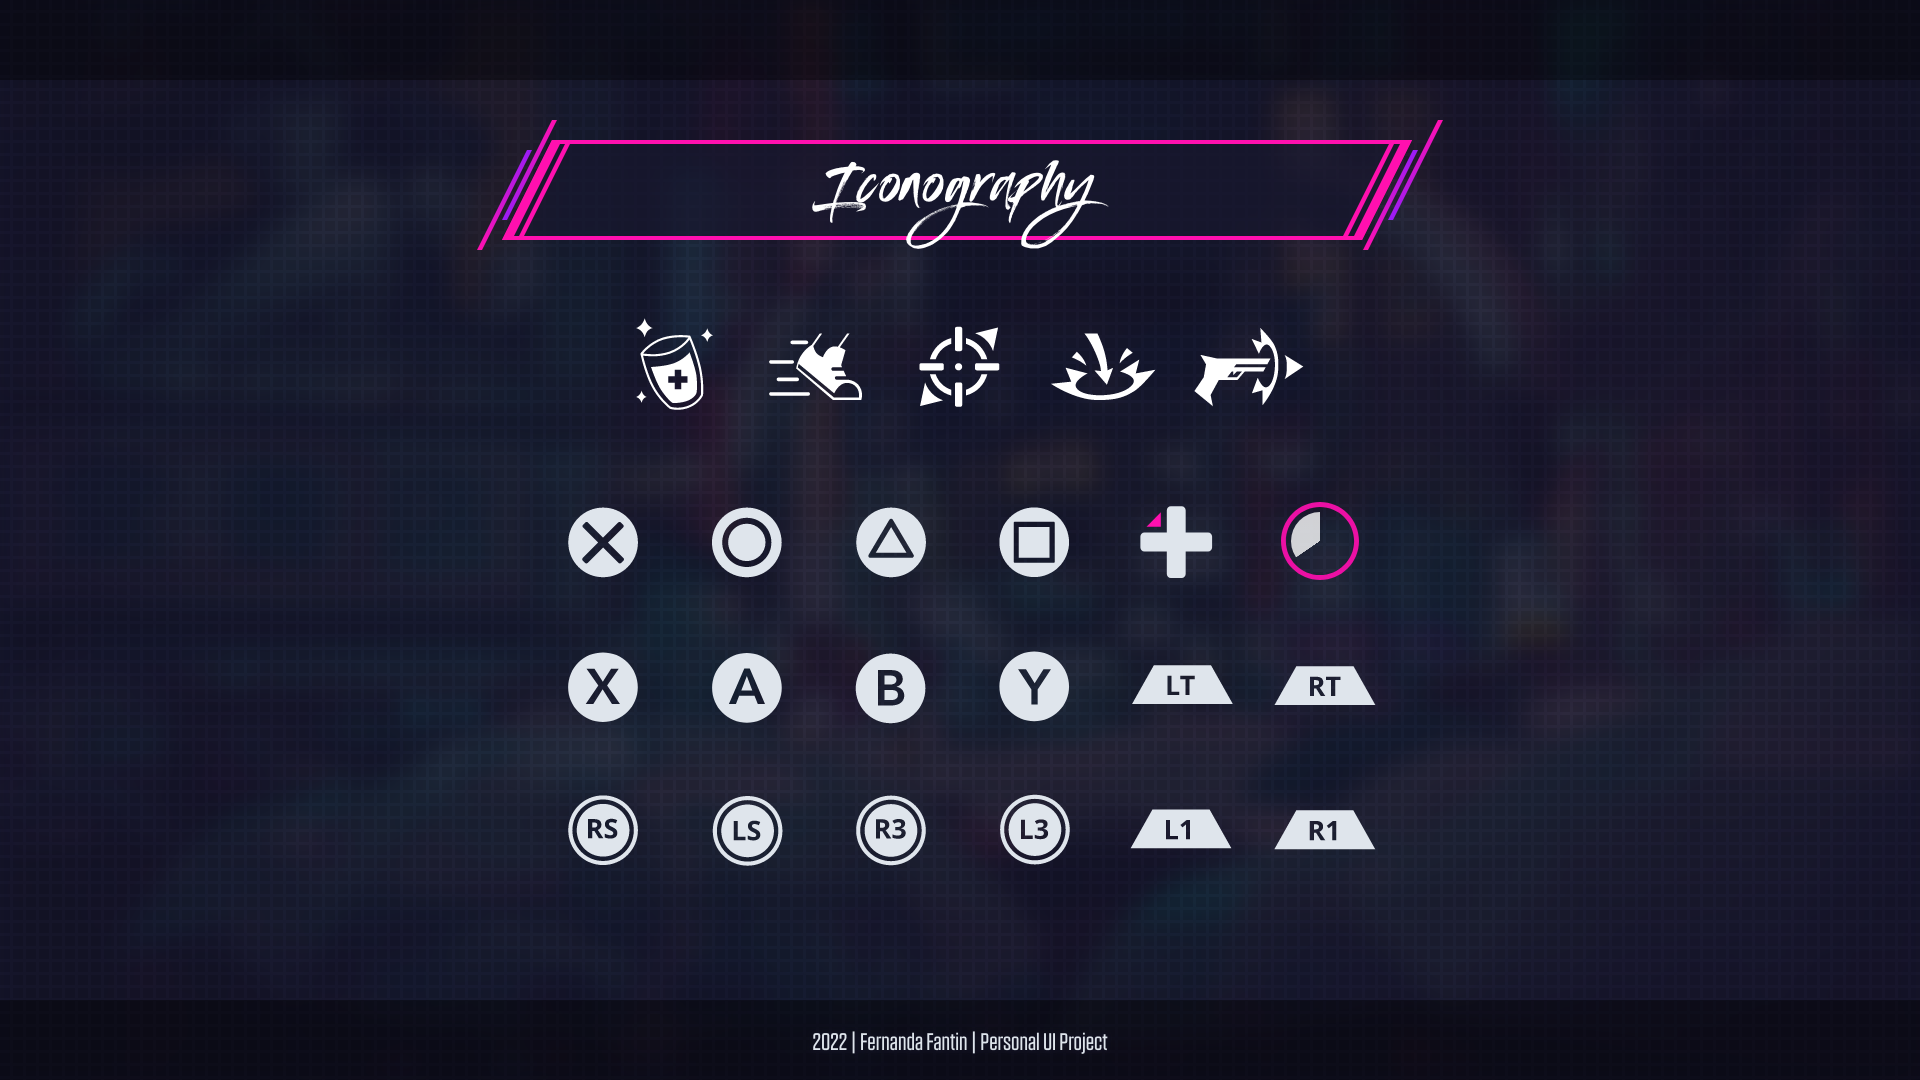 Iconography
X A B Y LT RT
RS LS R3 L3 L1 R1
2022 | Fernanda Fantin | Personal UI Project